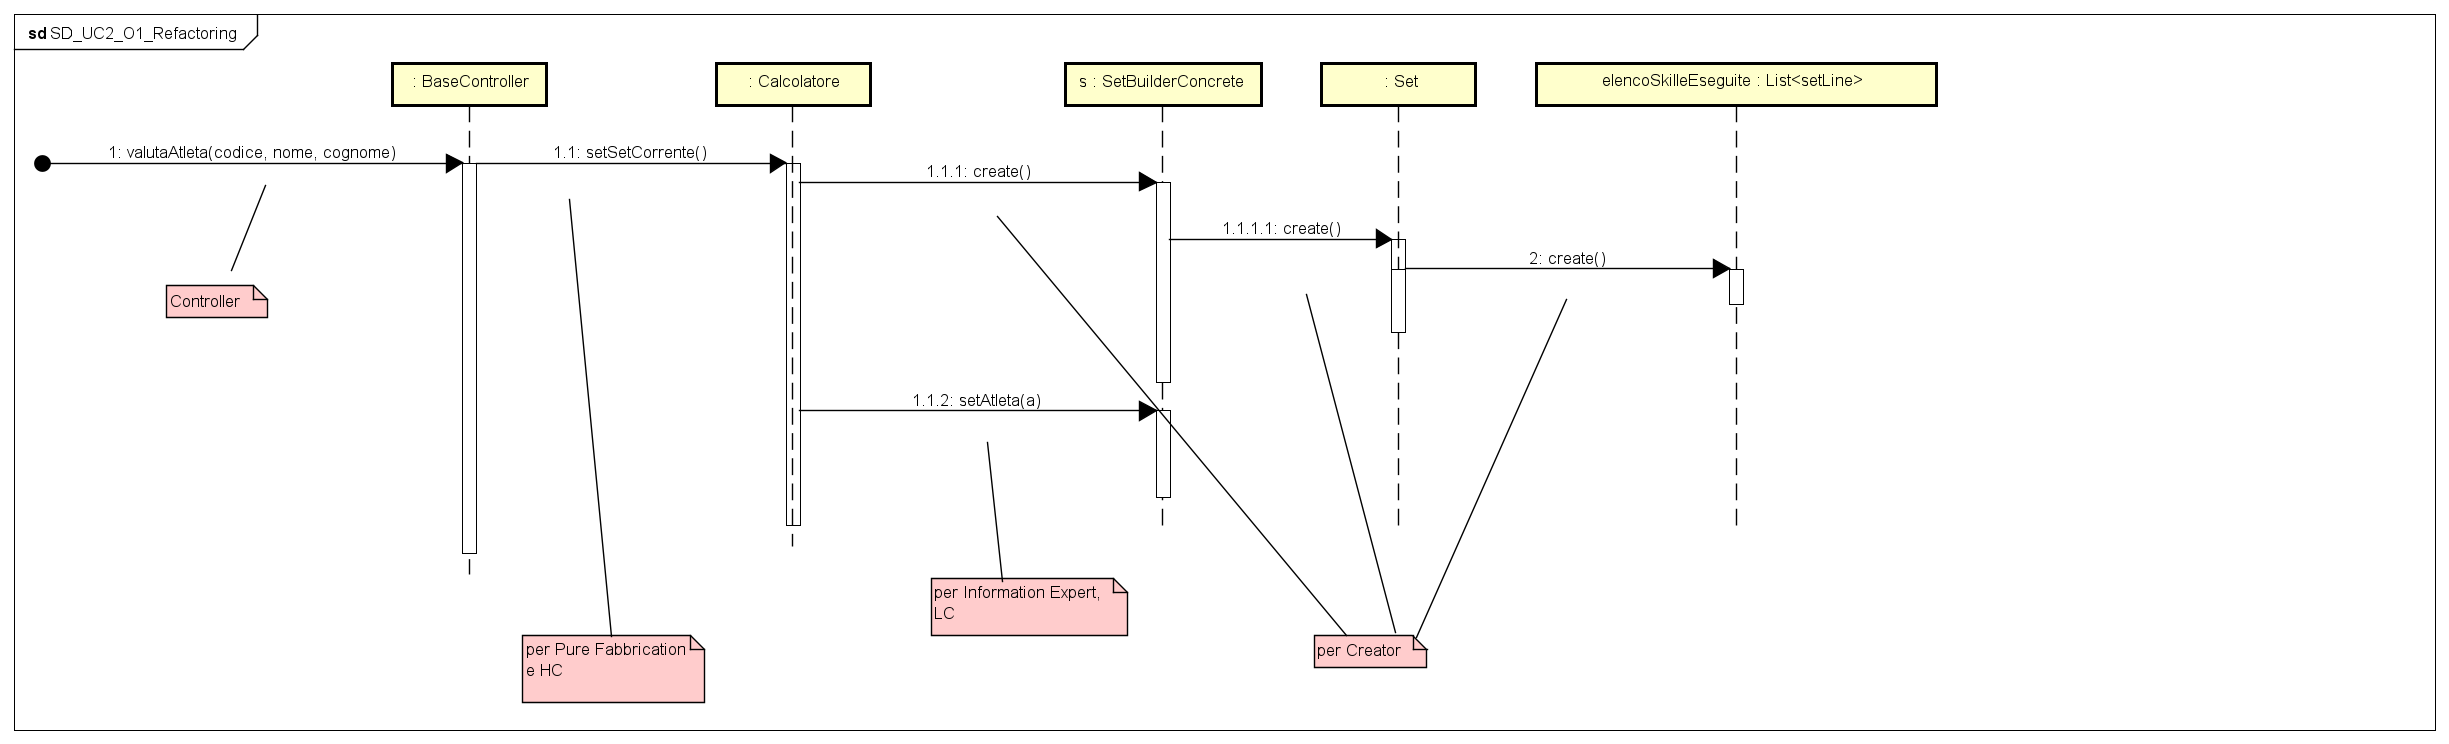 sd SD_UC2_O1_Refactoring
: BaseController
: Calcolatore
s : SetBuilderConcrete
: Set
elencoSkilleEseguite : List<setLine>
1: valutaAtleta(codice, nome, cognome)
1.1: setSetCorrente()
1.1.1: create()
1.1.1.1: create()
2: create()
Controller
1.1.2: setAtleta(a)
per Information Expert,
LC
per Pure Fabbrication
e HC
per Creator